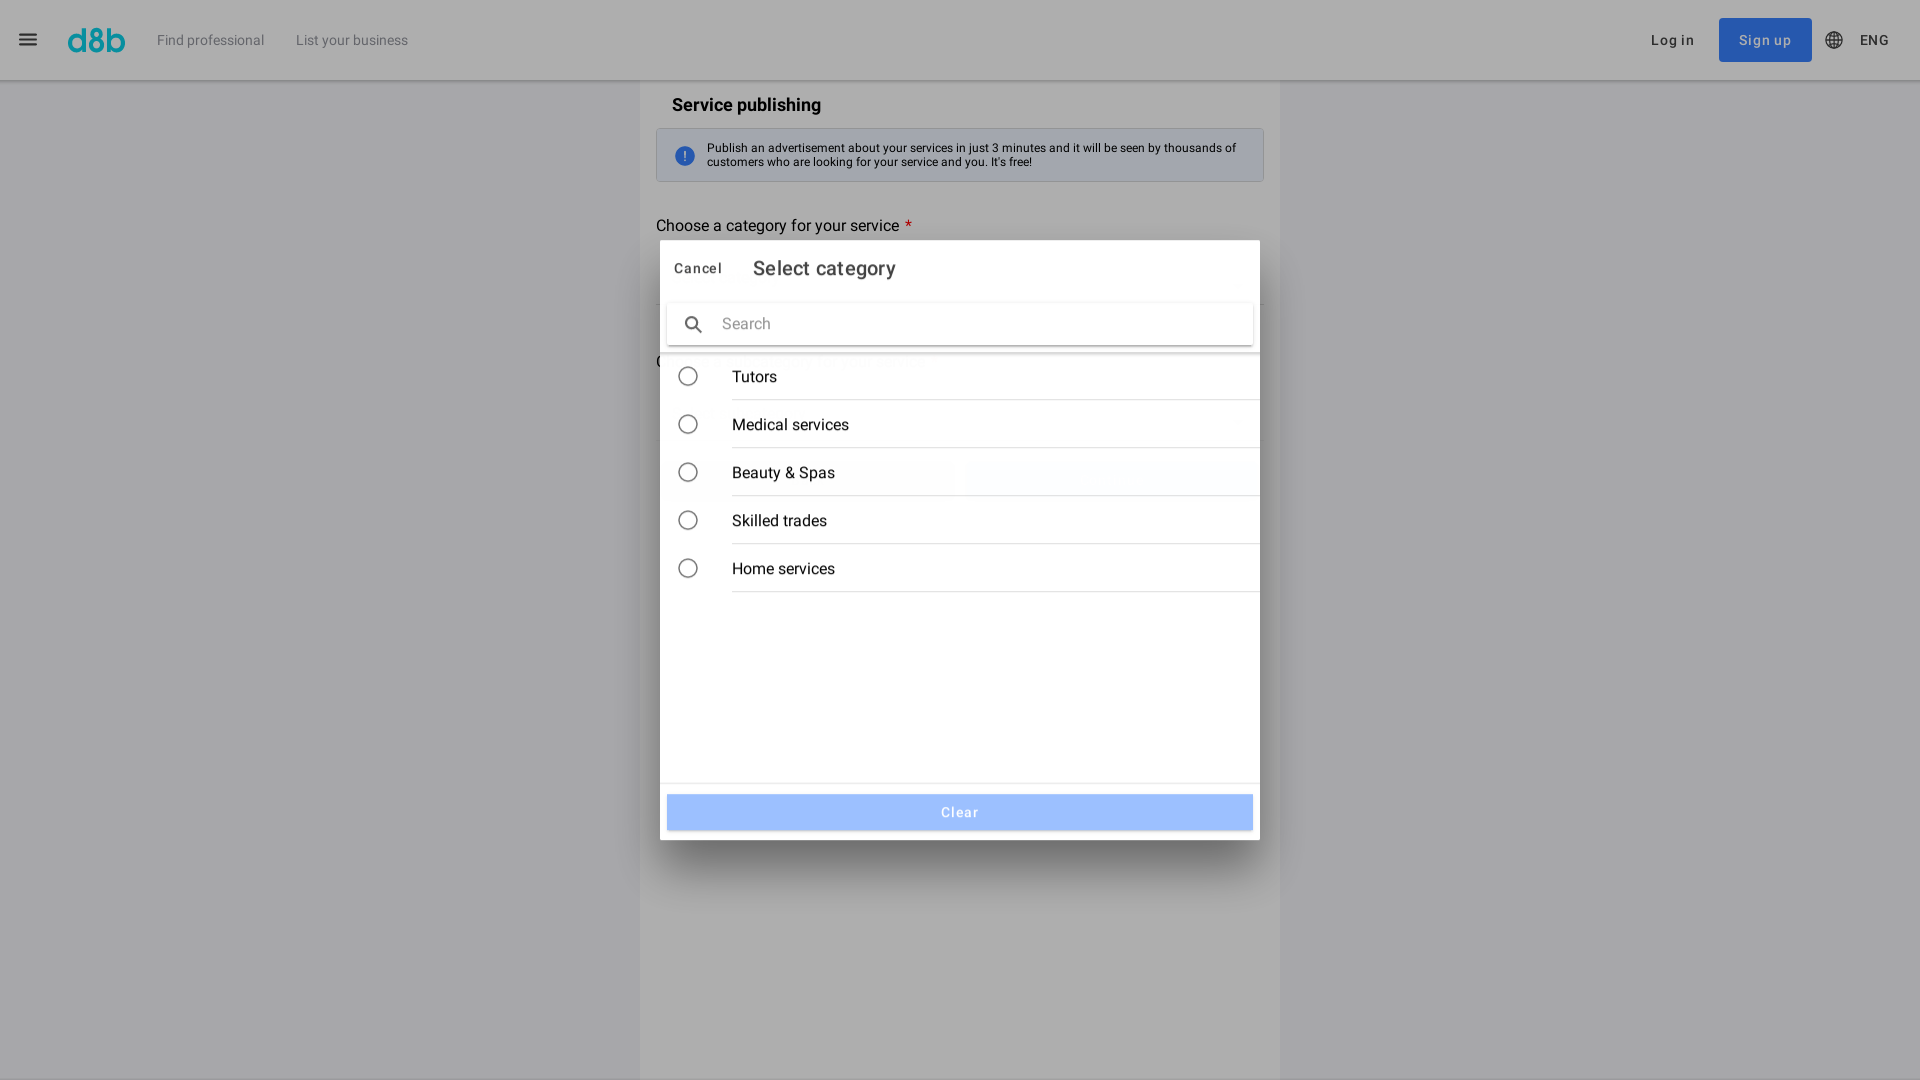 d8b
Find professional
List your business
Log in
Sign up
ENG
Service publishing
Publish an advertisement about your services in just 3 minutes and it will be seen by thousands of
customers who are looking for your service and you. It's free!
Choose a category for your service *
Cancel
Select category
Search
Tutors
Medical services
Beauty & Spas
Skilled trades
Home services
Clear